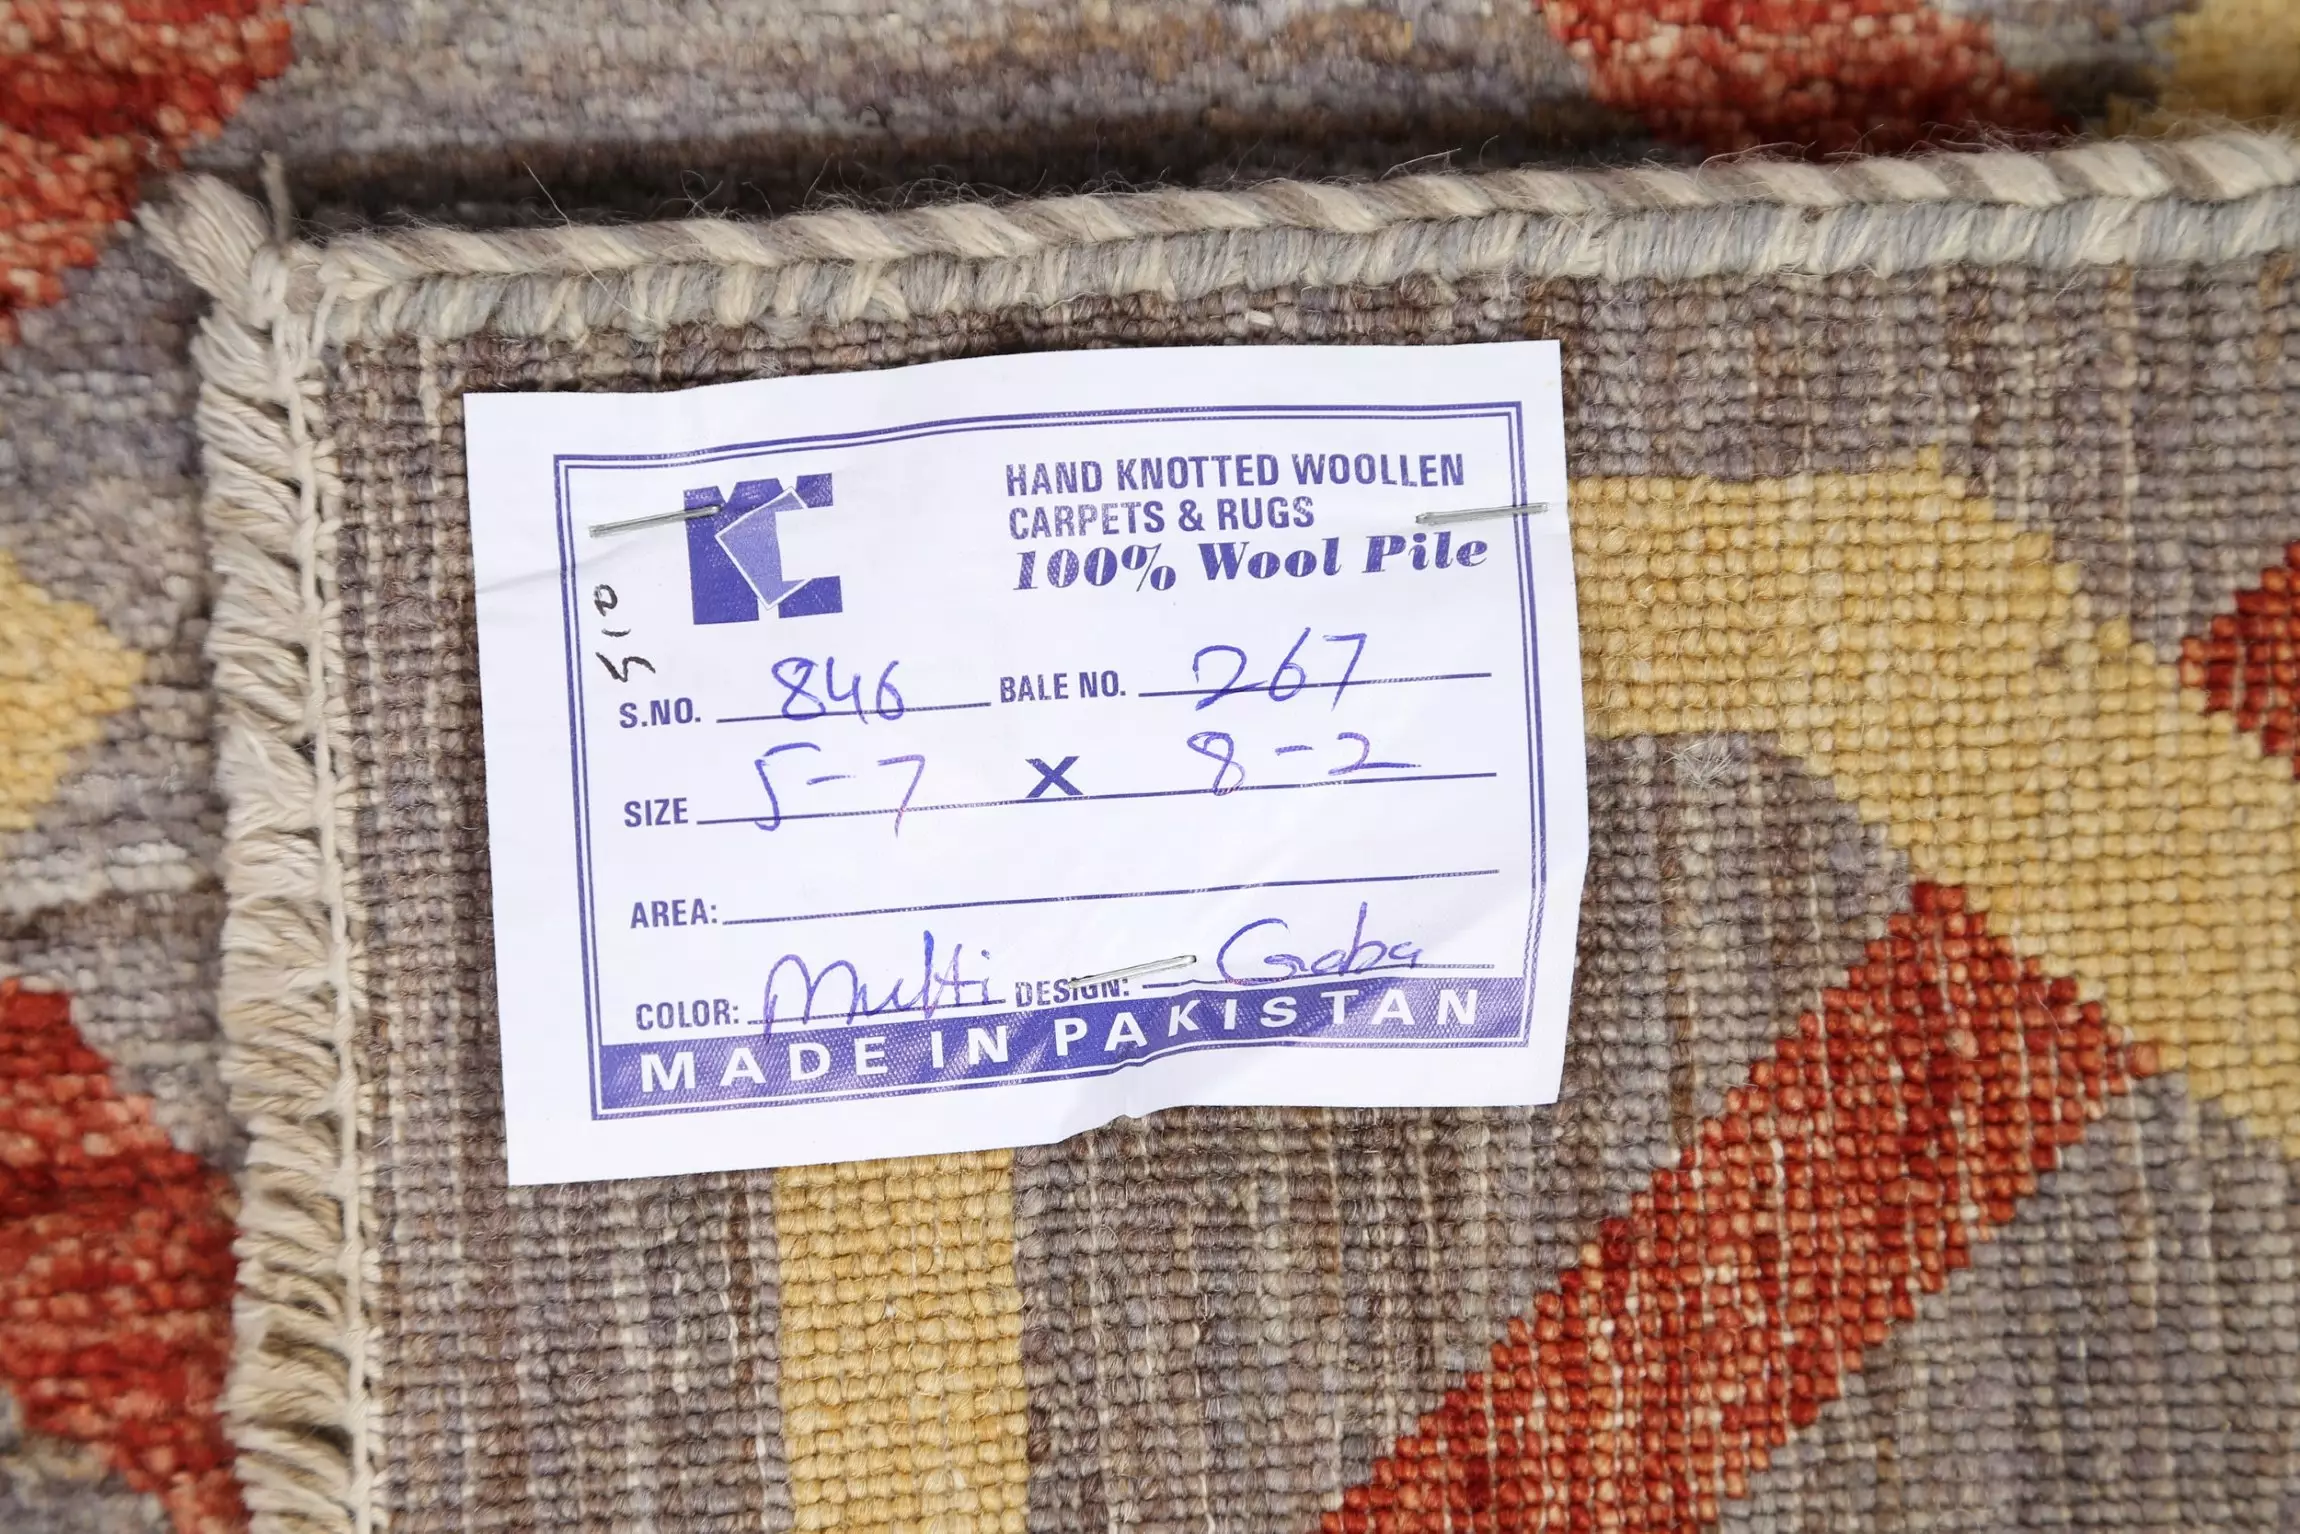 HAND KNOTTED WOOLLEN
CARPETS & RUGS
100% Wool Pile
510
S.NO. 846 BALE NO. 267
SIZE 5-7 X 8-2
AREA:
COLOR: Multi DESIGN: Gaba
MADE IN PAKISTAN